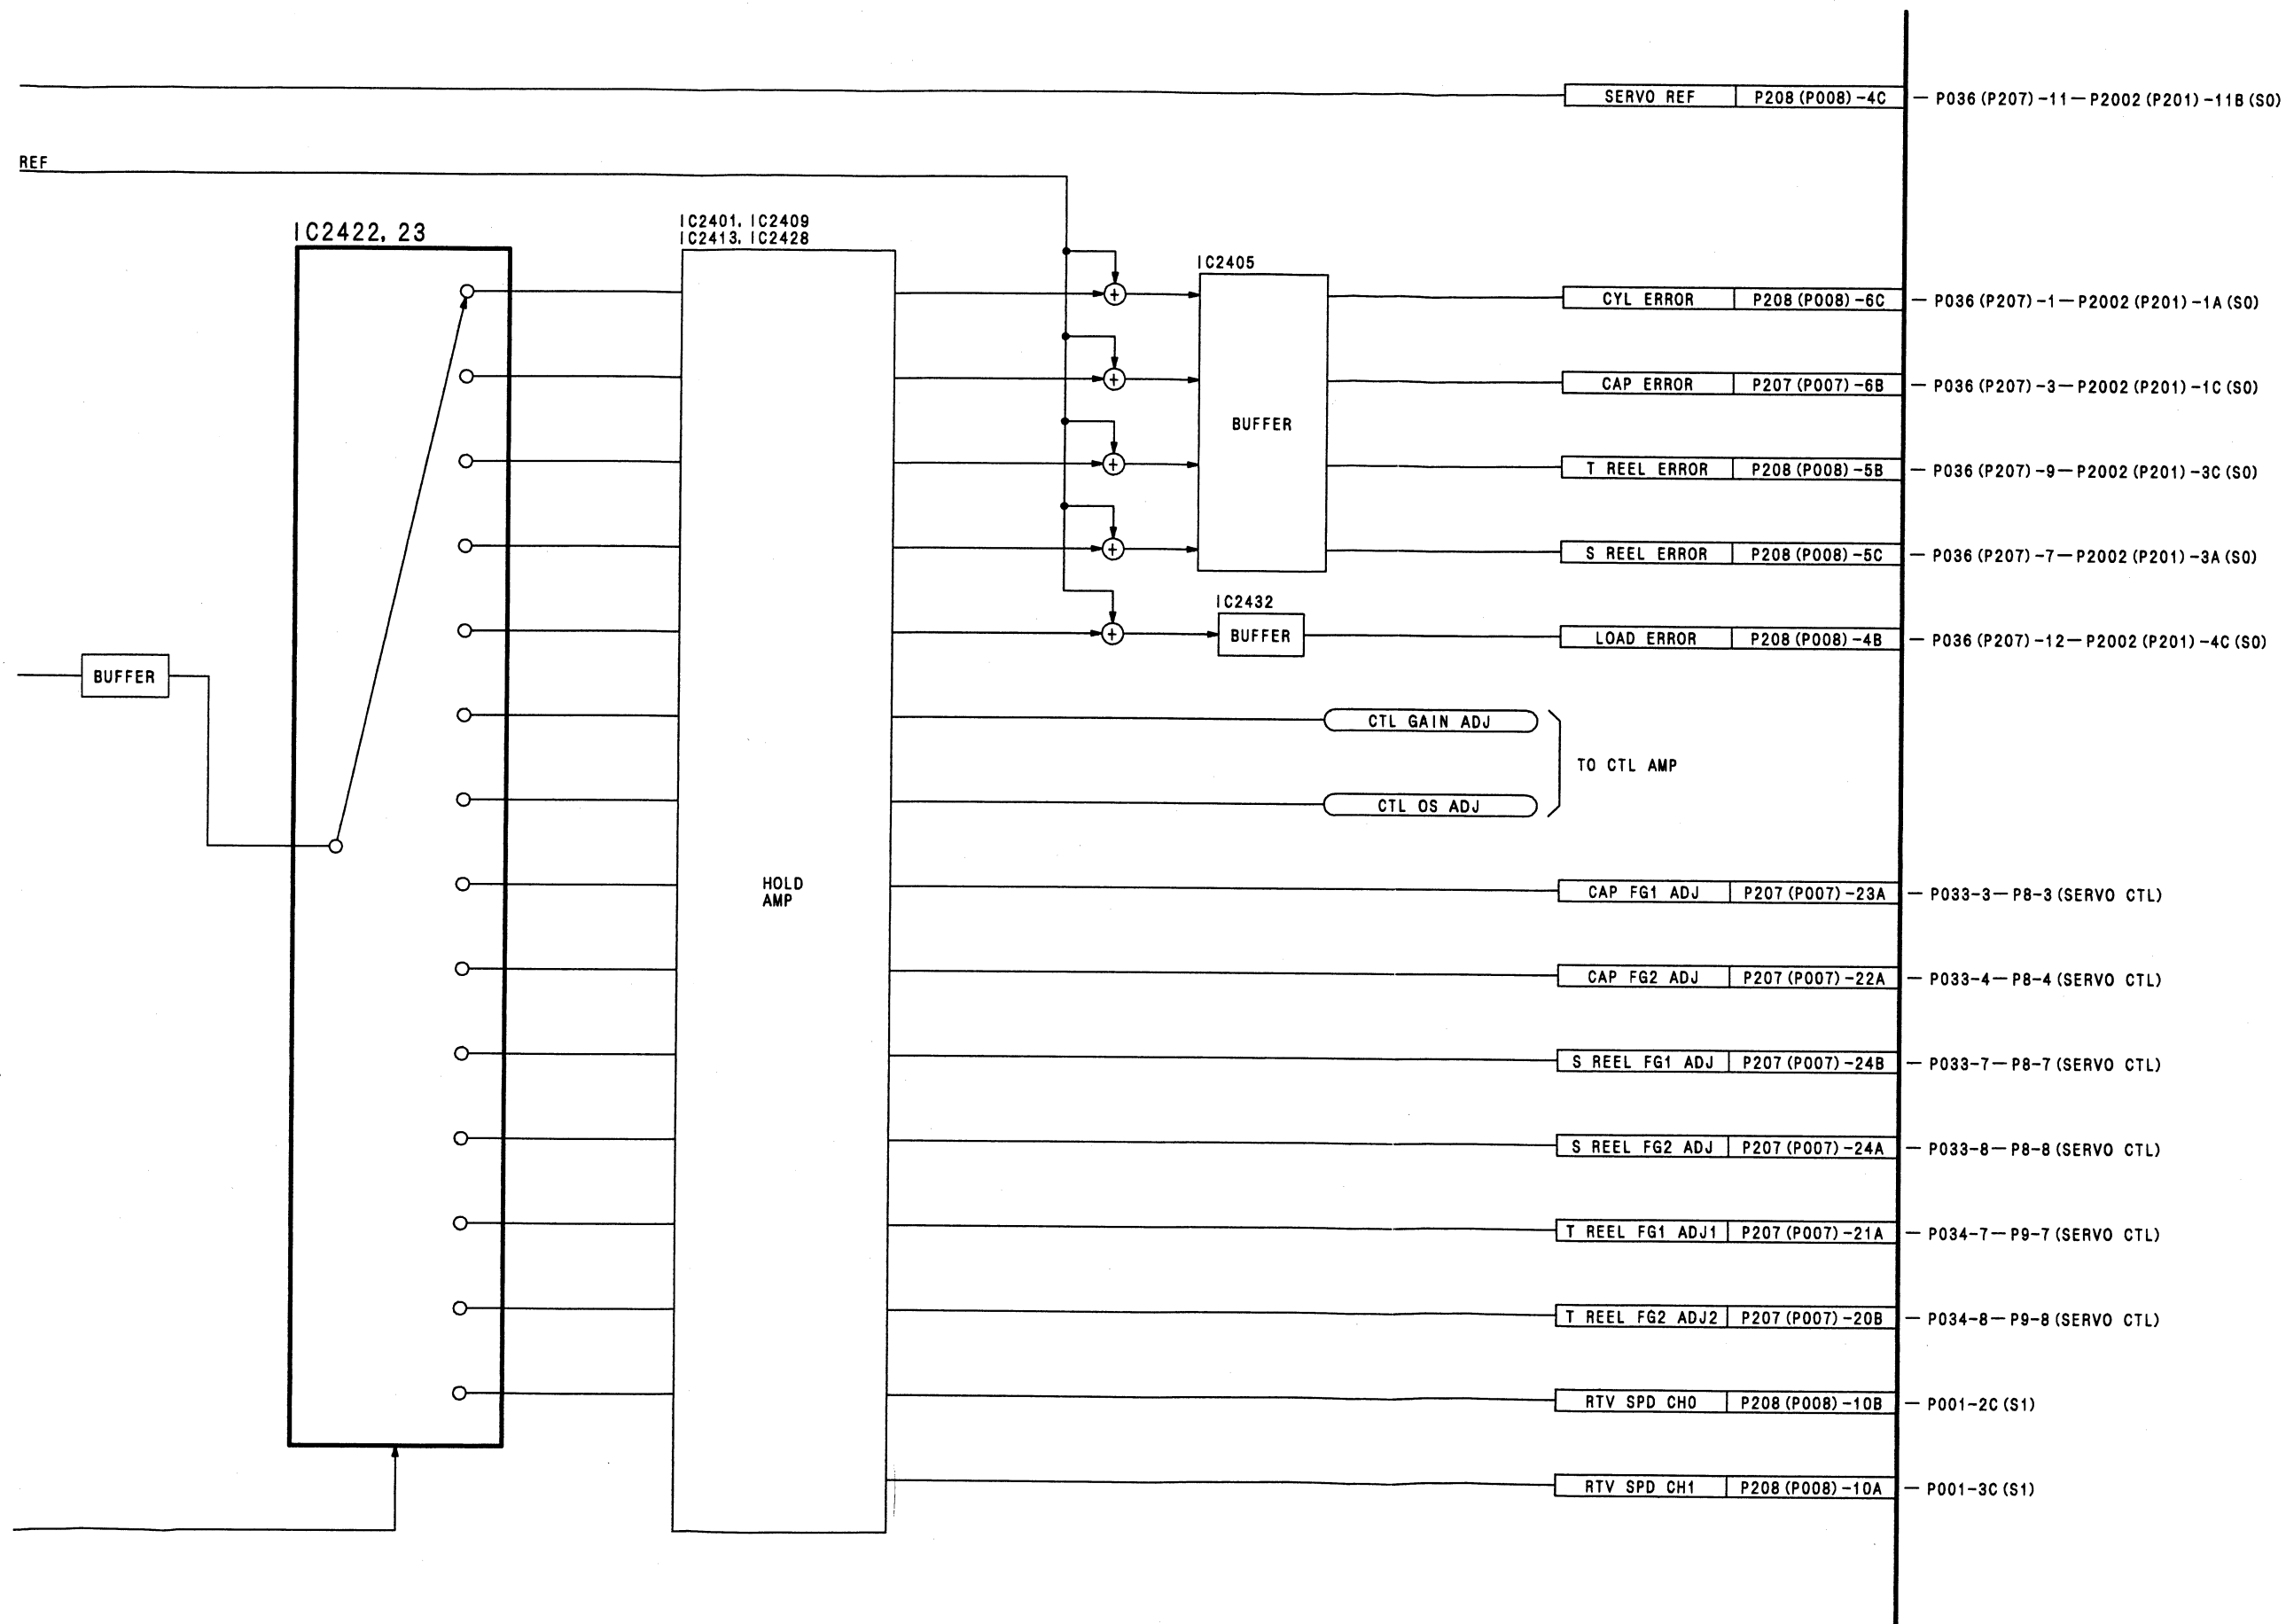 SERVO REF P208(P008)-4C — P036(P207)-11—P2002(P201)-11B(S0)
REF
IC2422, 23
IC2401, IC2409
IC2413, IC2428
IC2405
CYL ERROR P208(P008)-6C — P036(P207)-1—P2002(P201)-1A(S0)
CAP ERROR P207(P007)-6B — P036(P207)-3—P2002(P201)-1C(S0)
BUFFER
T REEL ERROR P208(P008)-5B — P036(P207)-9—P2002(P201)-3C(S0)
S REEL ERROR P208(P008)-5C — P036(P207)-7—P2002(P201)-3A(S0)
IC2432
BUFFER
LOAD ERROR P208(P008)-4B — P036(P207)-12—P2002(P201)-4C(S0)
BUFFER
CTL GAIN ADJ
TO CTL AMP
CTL OS ADJ
HOLD
AMP
CAP FG1 ADJ P207(P007)-23A — P033-3—P8-3(SERVO CTL)
CAP FG2 ADJ P207(P007)-22A — P033-4—P8-4(SERVO CTL)
S REEL FG1 ADJ P207(P007)-24B — P033-7—P8-7(SERVO CTL)
S REEL FG2 ADJ P207(P007)-24A — P033-8—P8-8(SERVO CTL)
T REEL FG1 ADJ1 P207(P007)-21A — P034-7—P9-7(SERVO CTL)
T REEL FG2 ADJ2 P207(P007)-20B — P034-8—P9-8(SERVO CTL)
RTV SPD CH0 P208(P008)-10B — P001-2C(S1)
RTV SPD CH1 P208(P008)-10A — P001-3C(S1)